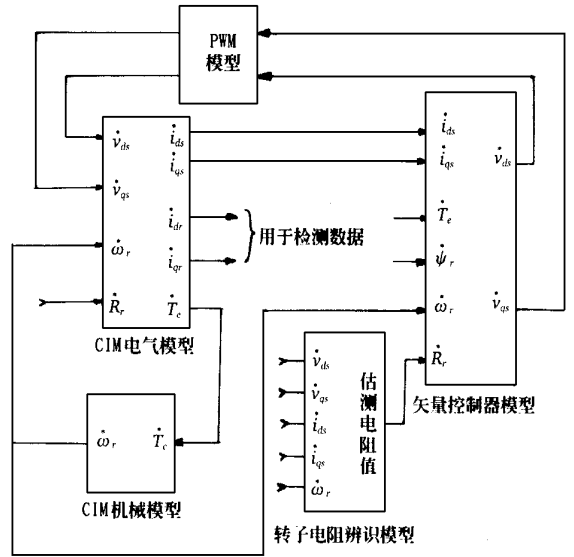 PWM
模型
v̇ds
i̇ds
v̇qs
i̇qs
i̇dr
ω̇r
i̇qr
Ṙr
Ṫe
CIM电气模型
用于检测数据
i̇ds
i̇qs
v̇ds
Ṫe
ψ̇r
ω̇r
v̇qs
Ṙr
矢量控制器模型
ω̇r
Ṫe
CIM机械模型
v̇ds
v̇qs
i̇ds
i̇qs
ω̇r
估
测
电
阻
值
转子电阻辨识模型